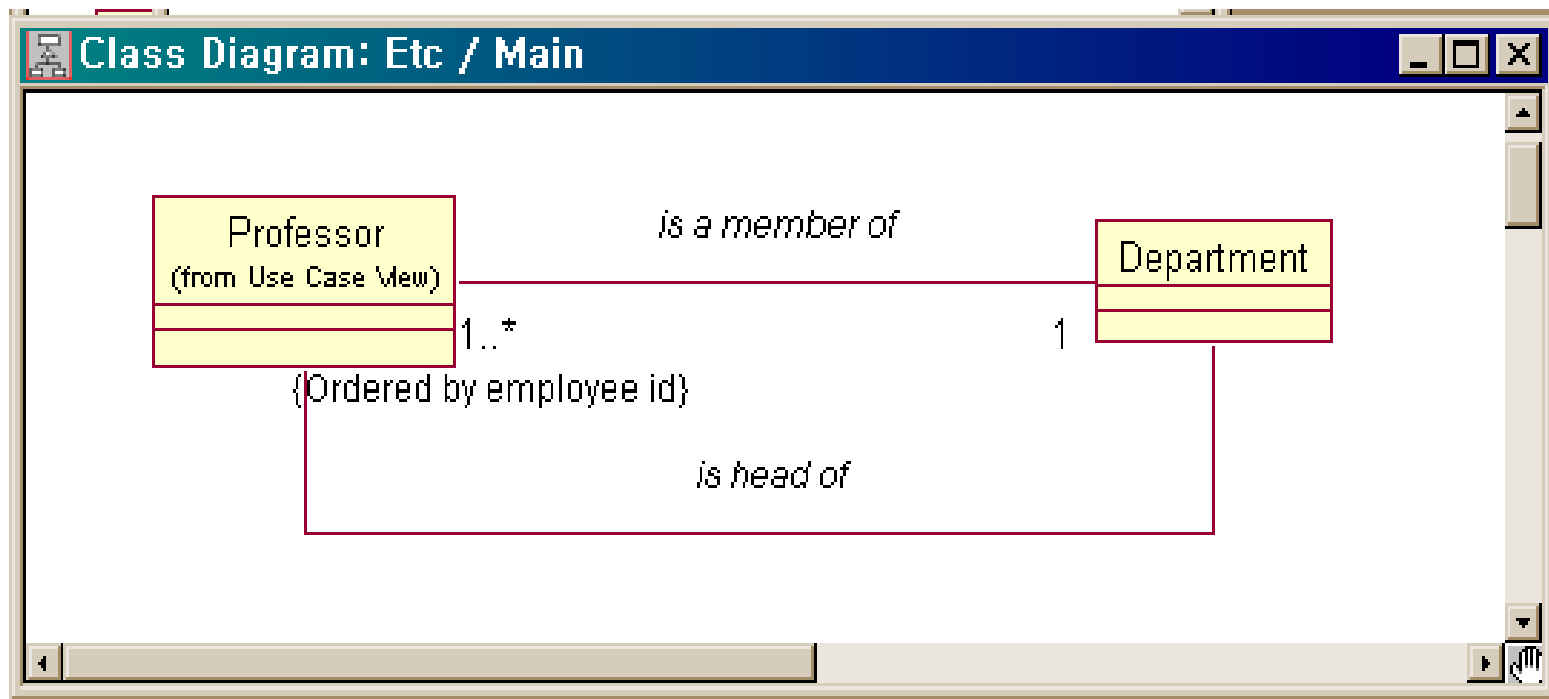 Class Diagram: Etc / Main
is a member of
Professor
(from Use Case View)
Department
1..*
1
{Ordered by employee id}
is head of